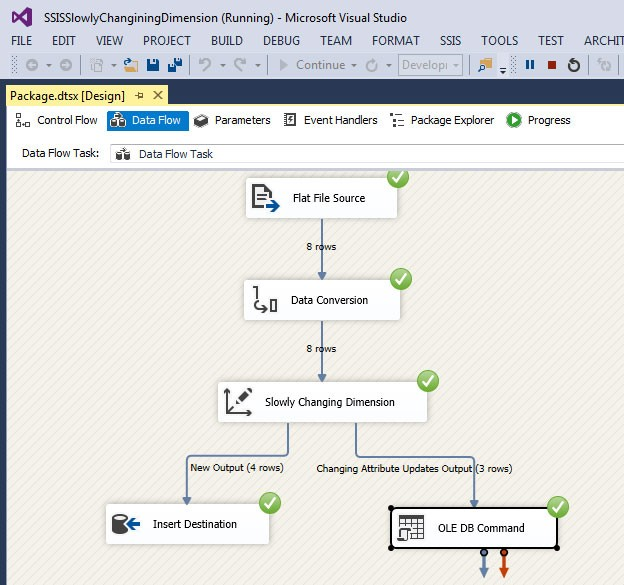 SSISSlowlyChanginingDimension (Running) - Microsoft Visual Studio
FILE EDIT VIEW PROJECT BUILD DEBUG TEAM FORMAT SSIS TOOLS TEST ARCHIT
Continue Develop
Package.dtsx [Design]
Control Flow Data Flow Parameters Event Handlers Package Explorer Progress
Data Flow Task: Data Flow Task
Flat File Source
8 rows
Data Conversion
8 rows
Slowly Changing Dimension
New Output (4 rows) Changing Attribute Updates Output (3 rows)
Insert Destination OLE DB Command